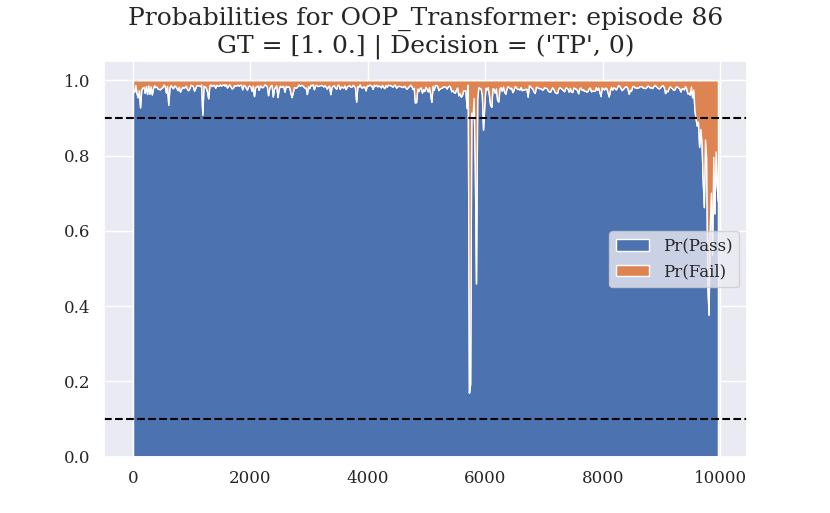 Probabilities for OOP_Transformer: episode 86
GT = [1. 0.] | Decision = ('TP', 0)
1.0
0.8
0.6
0.4
0.2
0.0
Pr(Pass)
Pr(Fail)
0 2000 4000 6000 8000 10000